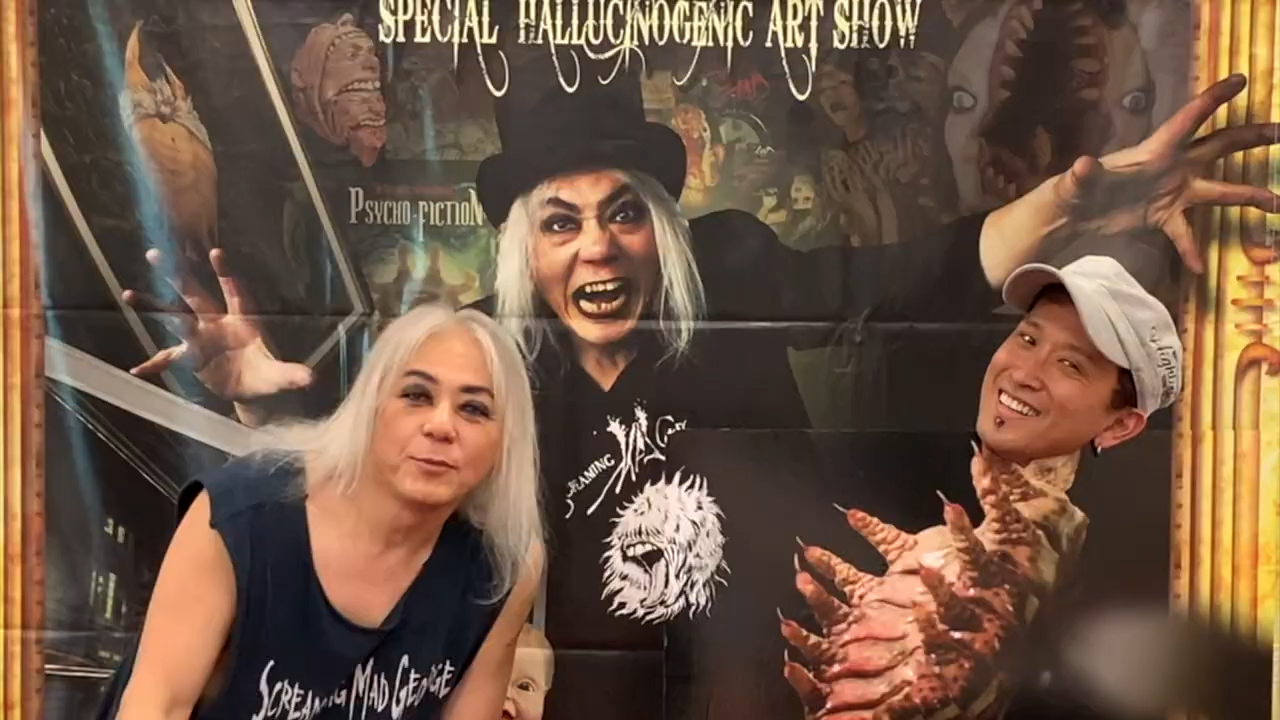 SPECIAL HALLUCINOGENIC ART SHOW
PSYCHO-FICTION
SCREAMING MAD GEORGE